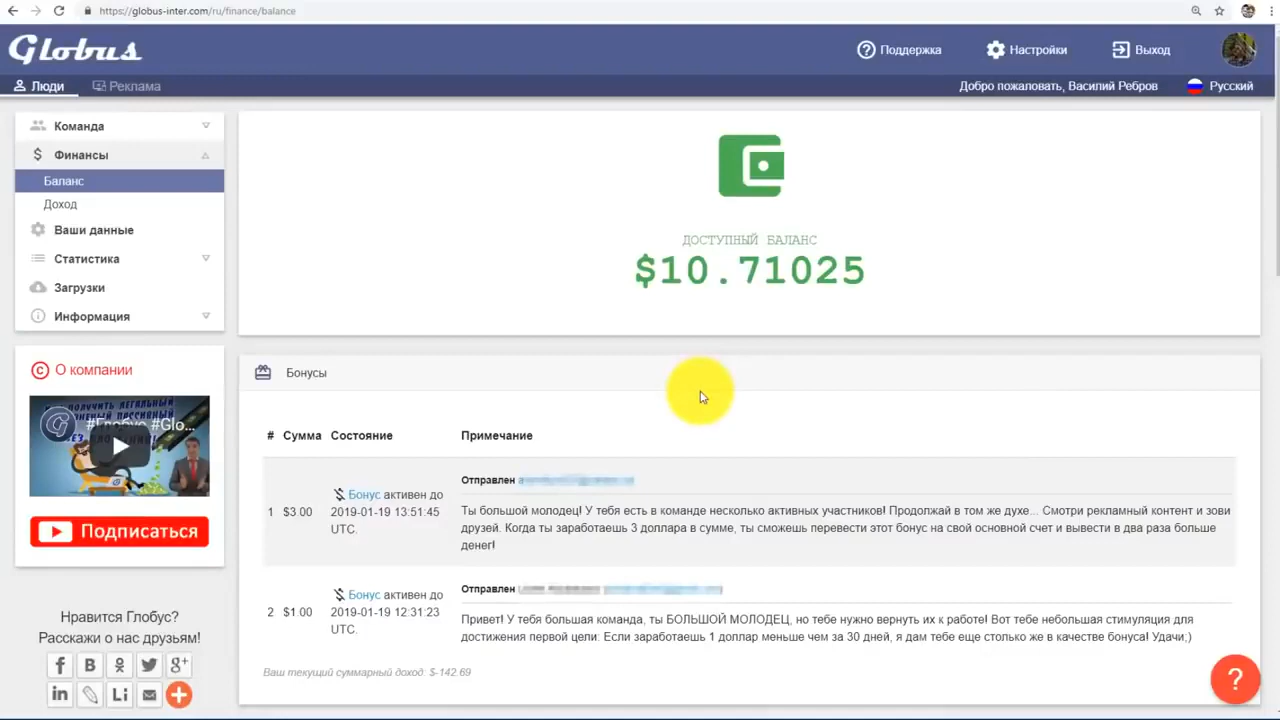 https://globus-inter.com/ru/finance/balance
Globus
Поддержка
Настройки
Выход
Люди
Реклама
Добро пожаловать, Василий Ребров
Русский
Команда
Финансы
Баланс
Доход
Ваши данные
Статистика
Загрузки
Информация
ДОСТУПНЫЙ БАЛАНС
$10.71025
О компании
#Глобус #Glo...
Подписаться
Нравится Глобус?
Расскажи о нас друзьям!
Бонусы
# Сумма Состояние Примечание
1 $3.00
Бонус активен до
2019-01-19 13:51:45
UTC.
Отправлен
Ты большой молодец! У тебя есть в команде несколько активных участников! Продолжай в том же духе... Смотри рекламный контент и зови
друзей. Когда ты заработаешь 3 доллара в сумме, ты сможешь перевести этот бонус на свой основной счет и вывести в два раза больше
денег!
2 $1.00
Бонус активен до
2019-01-19 12:31:23
UTC.
Отправлен
Привет! У тебя большая команда, ты БОЛЬШОЙ МОЛОДЕЦ, но тебе нужно вернуть их к работе! Вот тебе небольшая стимуляция для
достижения первой цели: Если заработаешь 1 доллар меньше чем за 30 дней, я дам тебе еще столько же в качестве бонуса! Удачи;)
Ваш текущий суммарный доход: $-142.69
?